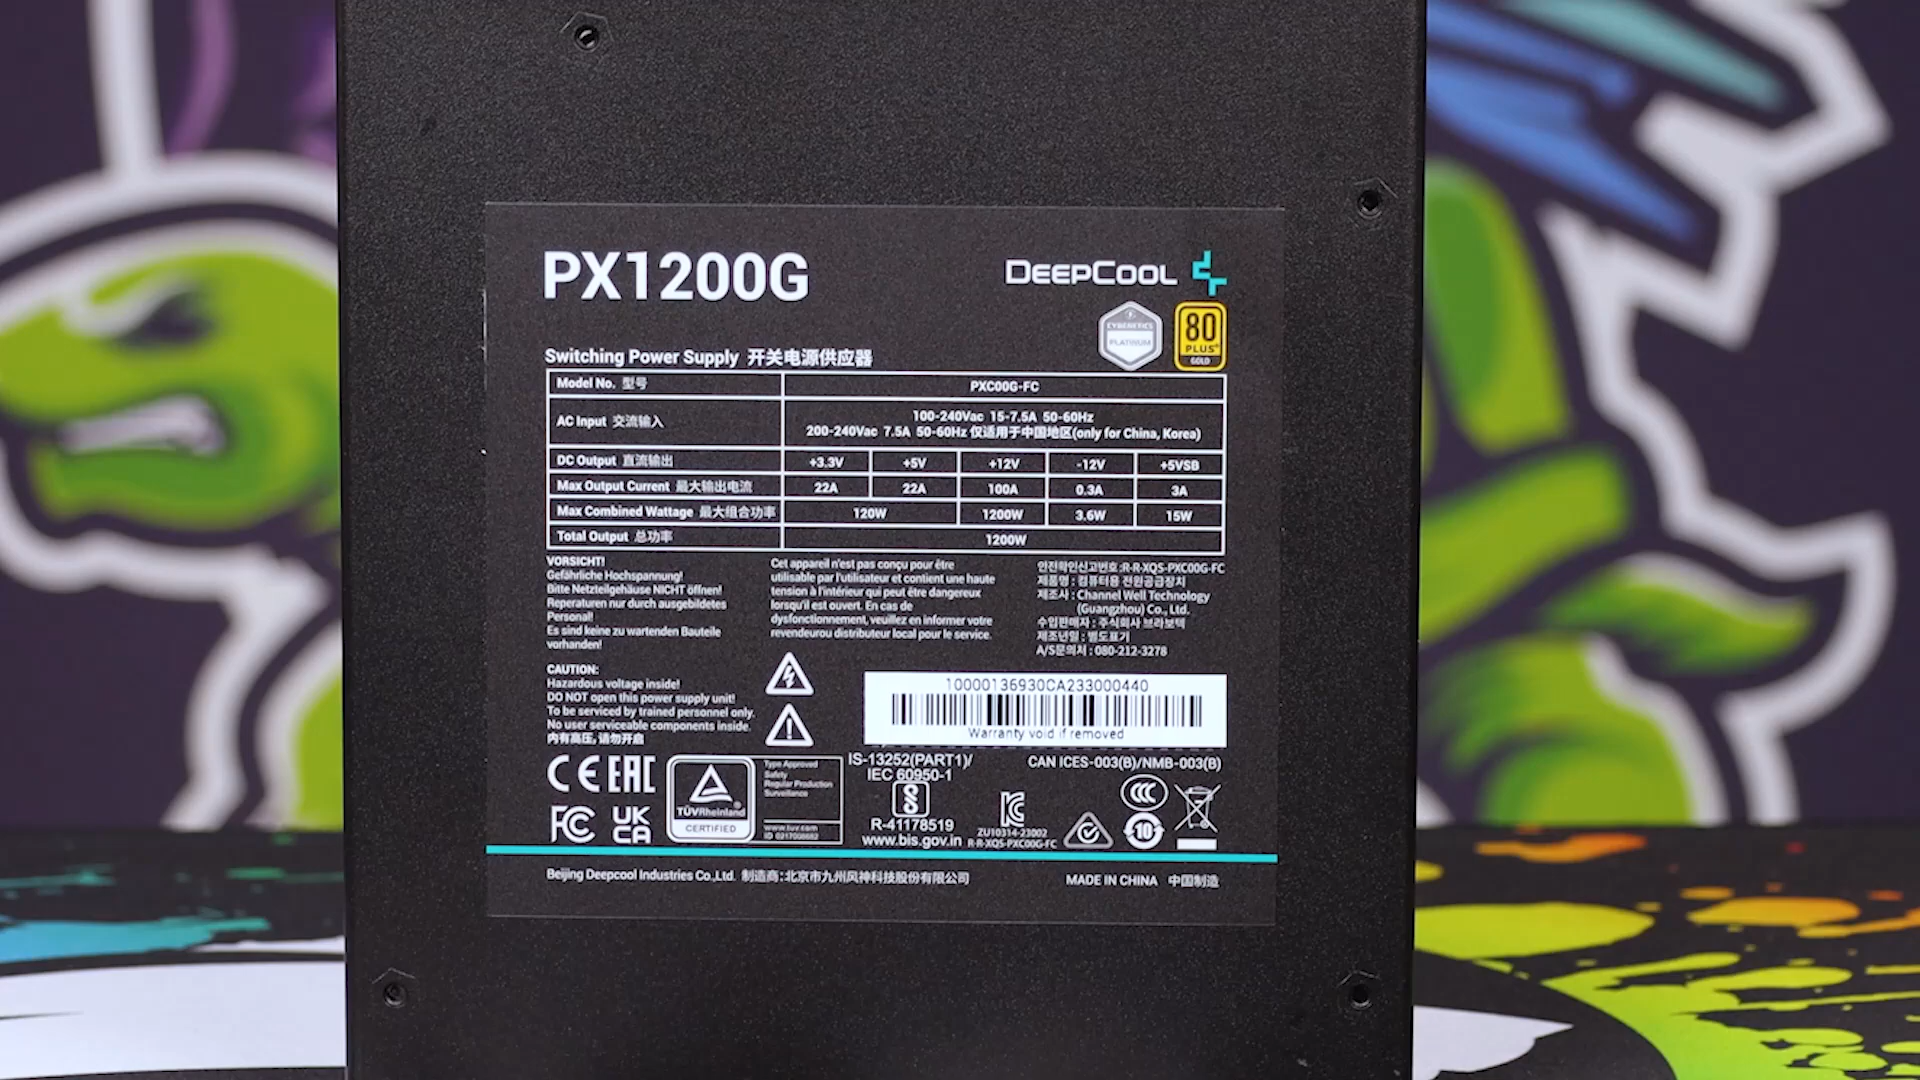 PX1200G
DEEPCOOL
CYBENETICS
PLATINUM
80
PLUS
GOLD
Switching Power Supply 开关电源供应器
Model No. 型号 PXC00G-FC
AC Input 交流输入 100-240Vac 15-7.5A 50-60Hz
200-240Vac 7.5A 50-60Hz 仅适用于中国地区(only for China, Korea)
DC Output 直流输出 +3.3V +5V +12V -12V +5VSB
Max Output Current 最大输出电流 22A 22A 100A 0.3A 3A
Max Combined Wattage 最大组合功率 120W 1200W 3.6W 15W
Total Output 总功率 1200W
VORSICHT!
Gefährliche Hochspannung!
Bitte Netzteilgehäuse NICHT öffnen!
Reperaturen nur durch ausgebildetes
Personal!
Es sind keine zu wartenden Bauteile
vorhanden!
CAUTION:
Hazardous voltage inside!
DO NOT open this power supply unit!
To be serviced by trained personnel only.
No user serviceable components inside.
内有高压,请勿开启
Cet appareil n'est pas conçu pour être
utilisable par l'utilisateur et contient une haute
tension à l'intérieur qui peut être dangereux
lorsqu'il est ouvert. En cas de
dysfonctionnement, veuillez en informer votre
revendeurou distributeur local pour le service.
안전확인신고번호:R-R-XQS-PXC00G-FC
제품명 : 컴퓨터용 전원공급장치
제조사 : Channel Well Technology
(Guangzhou) Co., Ltd.
수입판매자 : 주식회사 브라보텍
제조년일 : 별도표기
A/S문의처 : 080-212-3278
10000136930CA233000440
Warranty void if removed
CE EAC
FC UK
CA
TÜVRheinland
CERTIFIED
Type Approved
Safety
Regular Production
Surveillance
www.tuv.com
ID 0217008682
IS-13252(PART1)/
IEC 60950-1
R-41178519
www.bis.gov.in
CAN ICES-003(B)/NMB-003(B)
ZU10314-23002
R-R-XQS-PXC00G-FC
CCC
10
Beijing Deepcool Industries Co.,Ltd. 制造商:北京市九州风神科技股份有限公司
MADE IN CHINA 中国制造